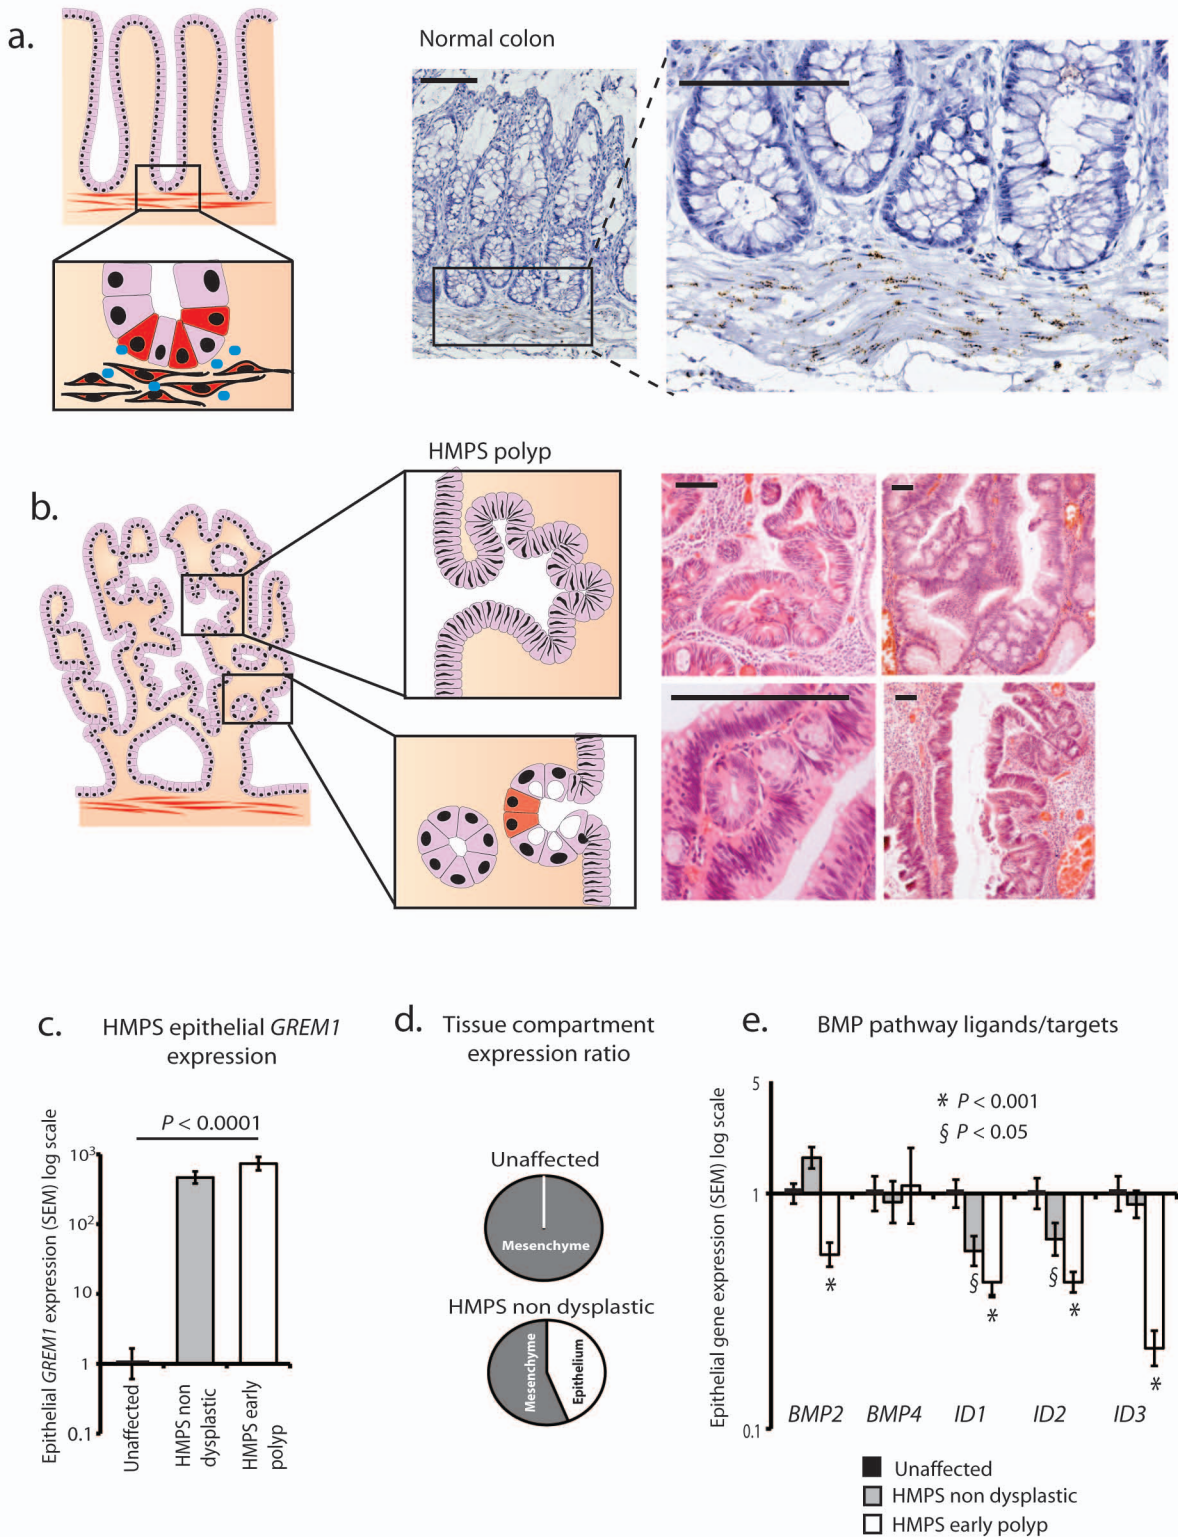 a.
Normal colon
b.
HMPS polyp
c.
HMPS epithelial GREM1
expression
Epithelial GREM1 expression (SEM) log scale
P < 0.0001
10³
10²
10
1
0.1
Unaffected
HMPS non
dysplastic
HMPS early
polyp
d.
Tissue compartment
expression ratio
Unaffected
Mesenchyme
HMPS non dysplastic
Mesenchyme
Epithelium
e.
BMP pathway ligands/targets
Epithelial gene expression (SEM) log scale
5
1
0.1
* P < 0.001
§ P < 0.05
*
§
*
§
*
*
BMP2
BMP4
ID1
ID2
ID3
Unaffected
HMPS non dysplastic
HMPS early polyp